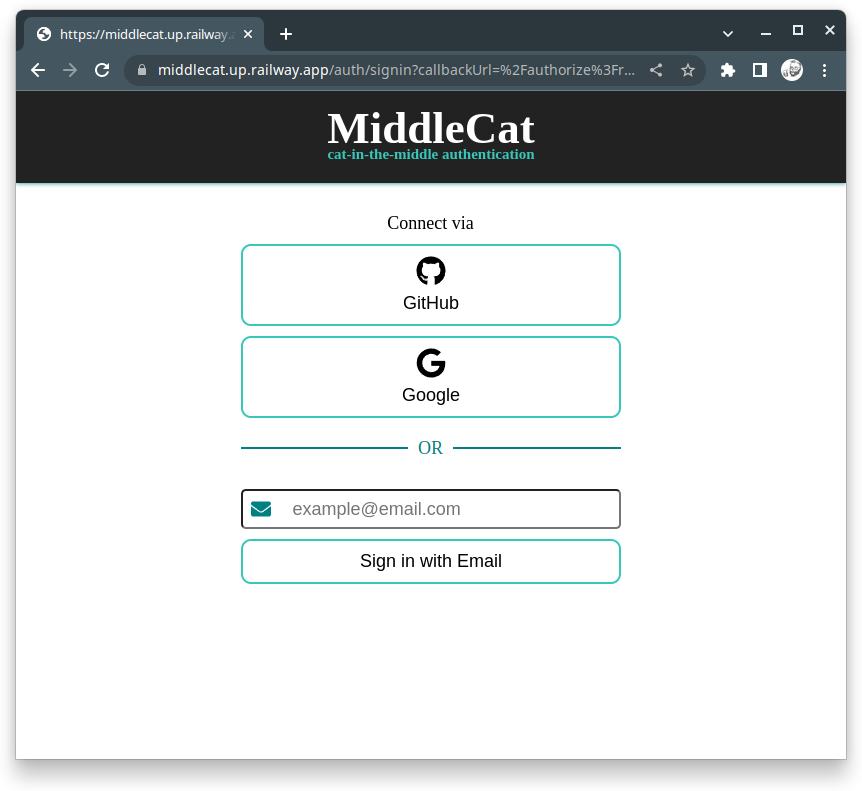 https://middlecat.up.railway.a
middlecat.up.railway.app/auth/signin?callbackUrl=%2Fauthorize%3Fr...
MiddleCat
cat-in-the-middle authentication
Connect via
GitHub
Google
OR
example@email.com
Sign in with Email